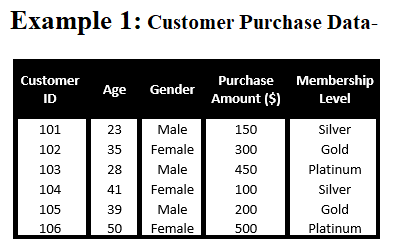 Example 1: Customer Purchase Data-
Customer ID Age Gender Purchase Amount ($) Membership Level
101 23 Male 150 Silver
102 35 Female 300 Gold
103 28 Male 450 Platinum
104 41 Female 100 Silver
105 39 Male 200 Gold
106 50 Female 500 Platinum